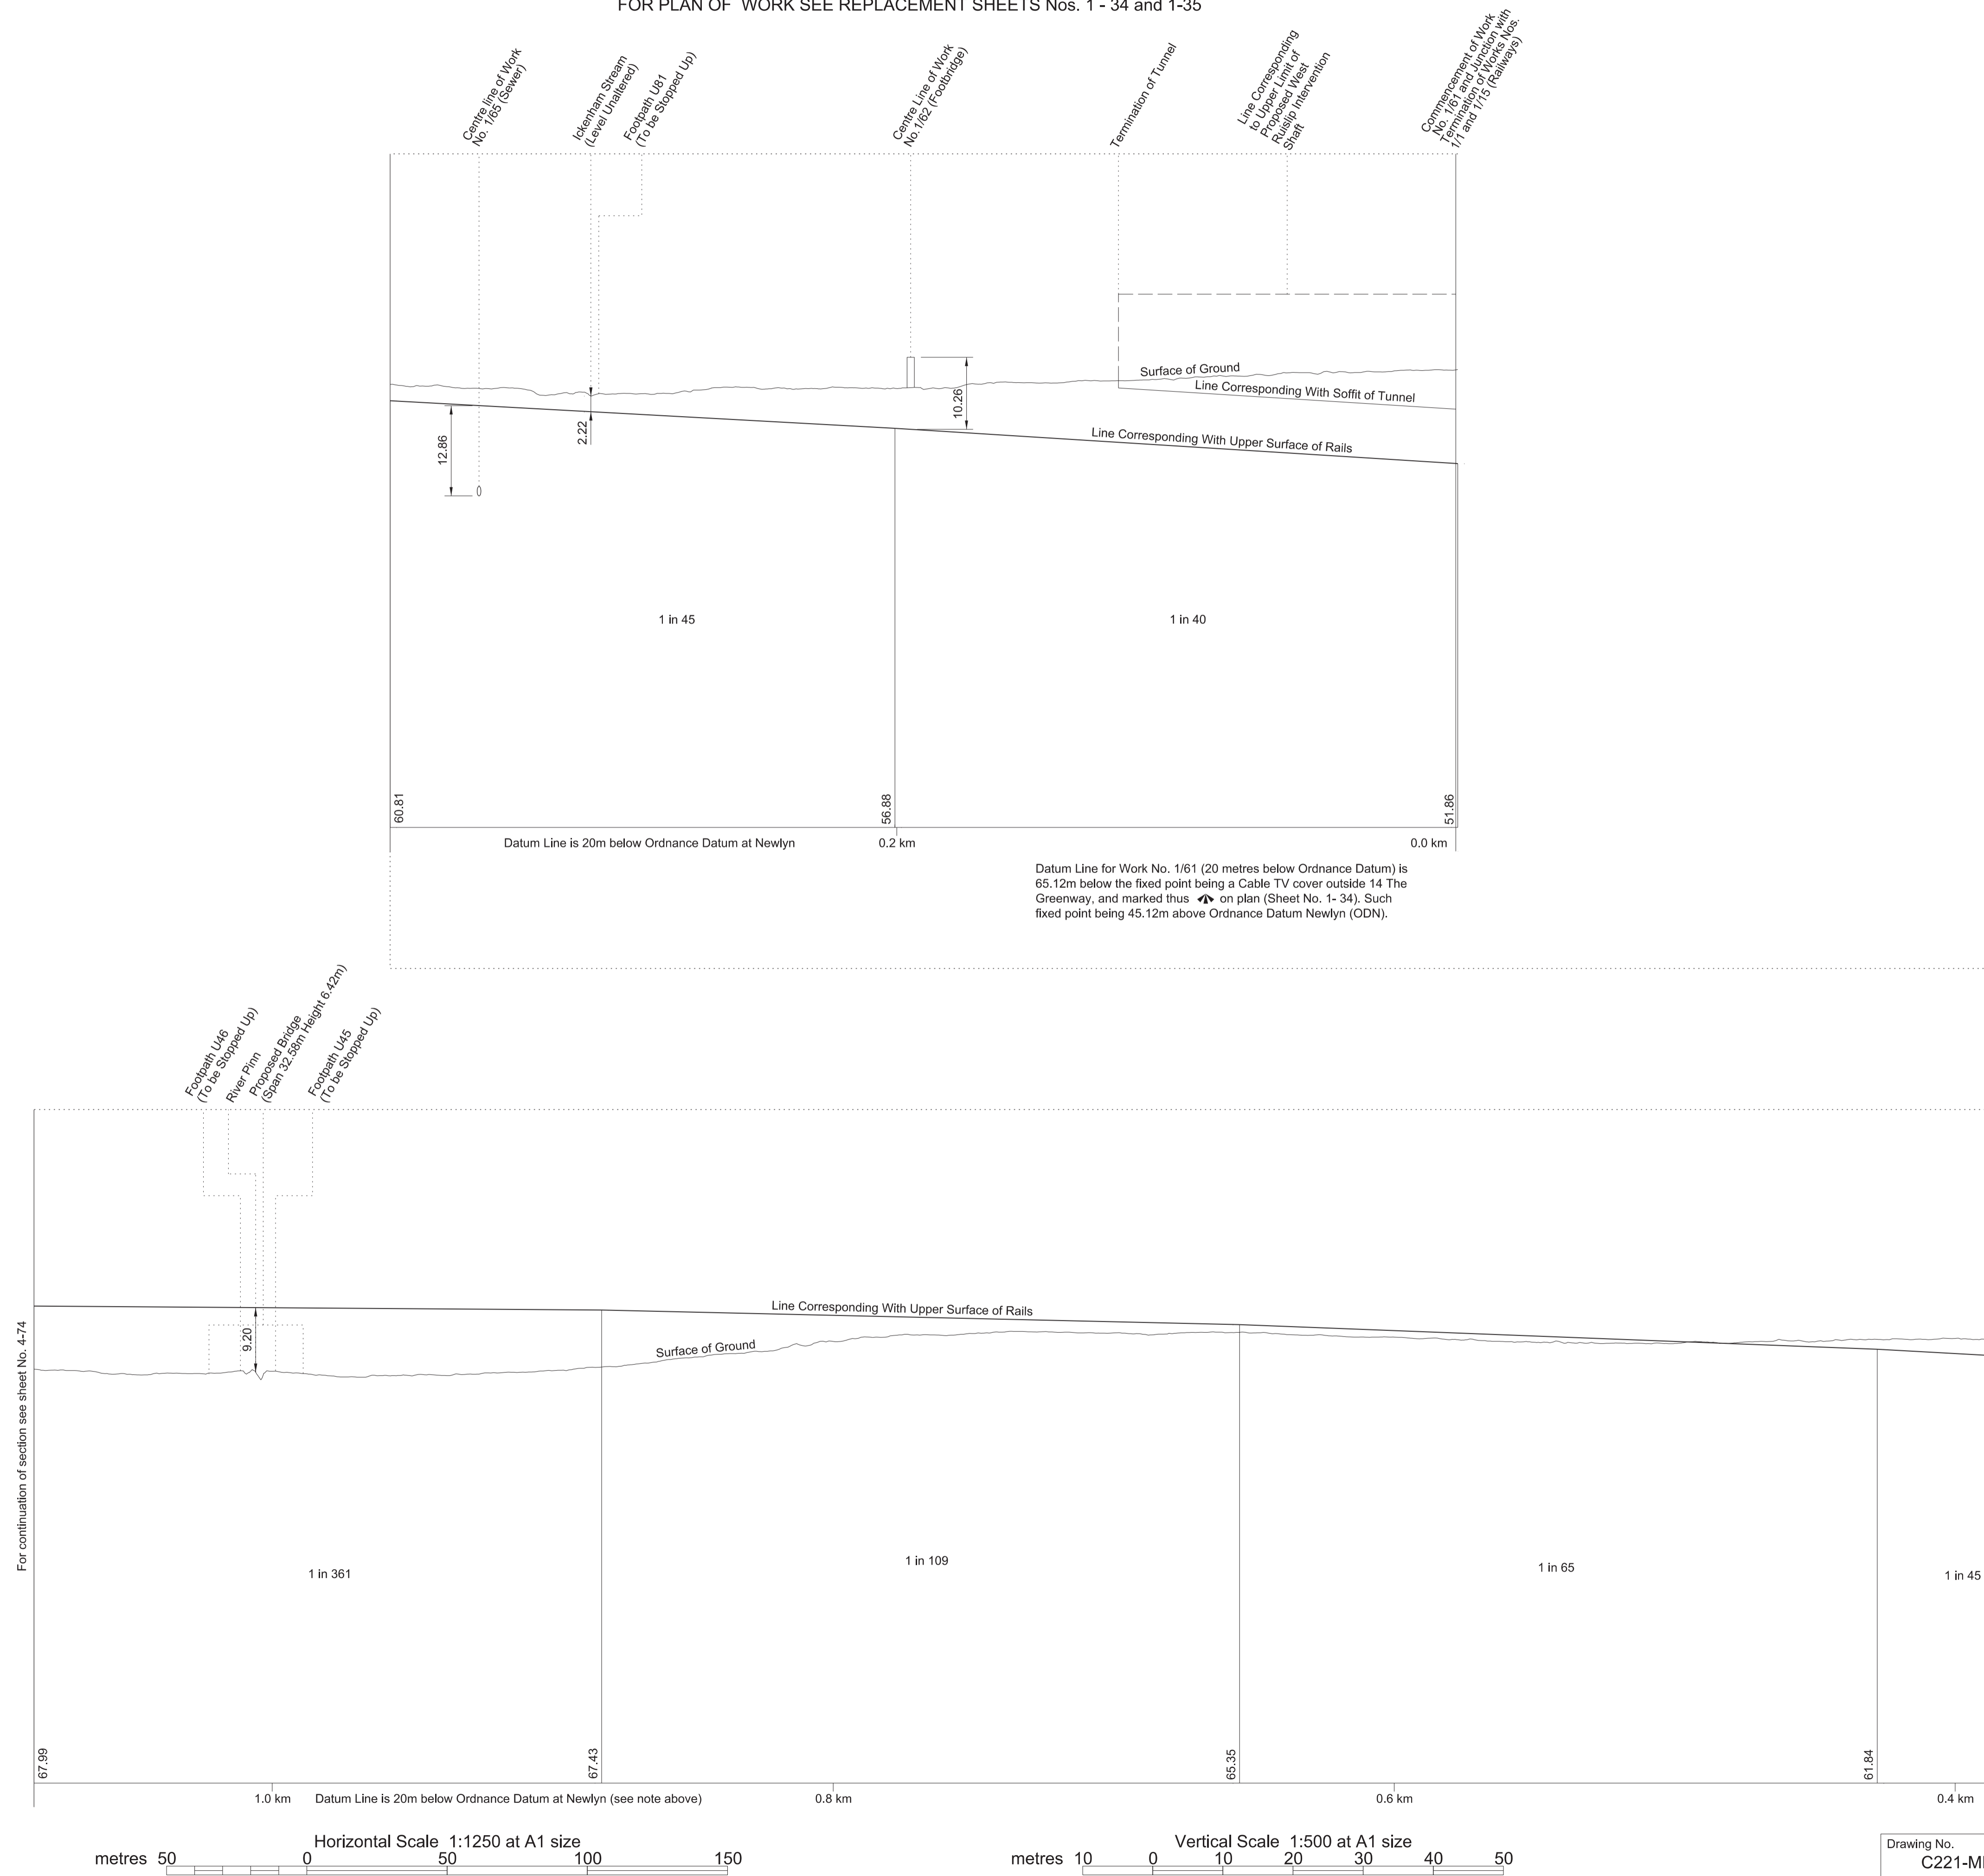 FOR PLAN OF WORK SEE REPLACEMENT SHEETS Nos. 1 - 34 and 1-35
Centre line of Work
No. 1/65 (Sewer)
Ickenham Stream
(Level Unaltered)
Footpath U81
(To be Stopped Up)
Centre Line of Work
No.1/62 (Footbridge)
Termination of Tunnel
Line Corresponding
to Upper Limit of
Proposed West
Ruislip Intervention
Shaft
Commencement of Work
No. 1/61 and Junction with
Termination of Works Nos.
1/1 and 1/15 (Railways)
Surface of Ground
Line Corresponding With Soffit of Tunnel
10.26
2.22
12.86
Line Corresponding With Upper Surface of Rails
1 in 45
1 in 40
60.81
56.88
51.86
Datum Line is 20m below Ordnance Datum at Newlyn
0.2 km
0.0 km
Datum Line for Work No. 1/61 (20 metres below Ordnance Datum) is
65.12m below the fixed point being a Cable TV cover outside 14 The
Greenway, and marked thus on plan (Sheet No. 1- 34). Such
fixed point being 45.12m above Ordnance Datum Newlyn (ODN).
Footpath U46
(To be Stopped Up)
River Pinn
Proposed Bridge
(Span 32.58m Height 6.42m)
Footpath U45
(To be Stopped Up)
For continuation of section see sheet No. 4-74
9.20
Line Corresponding With Upper Surface of Rails
Surface of Ground
1 in 361
1 in 109
1 in 65
1 in 45
67.99
67.43
65.35
61.84
1.0 km
Datum Line is 20m below Ordnance Datum at Newlyn (see note above)
0.8 km
0.6 km
0.4 km
Horizontal Scale 1:1250 at A1 size
metres 50 0 50 100 150
Vertical Scale 1:500 at A1 size
metres 10 0 10 20 30 40 50
Drawing No.